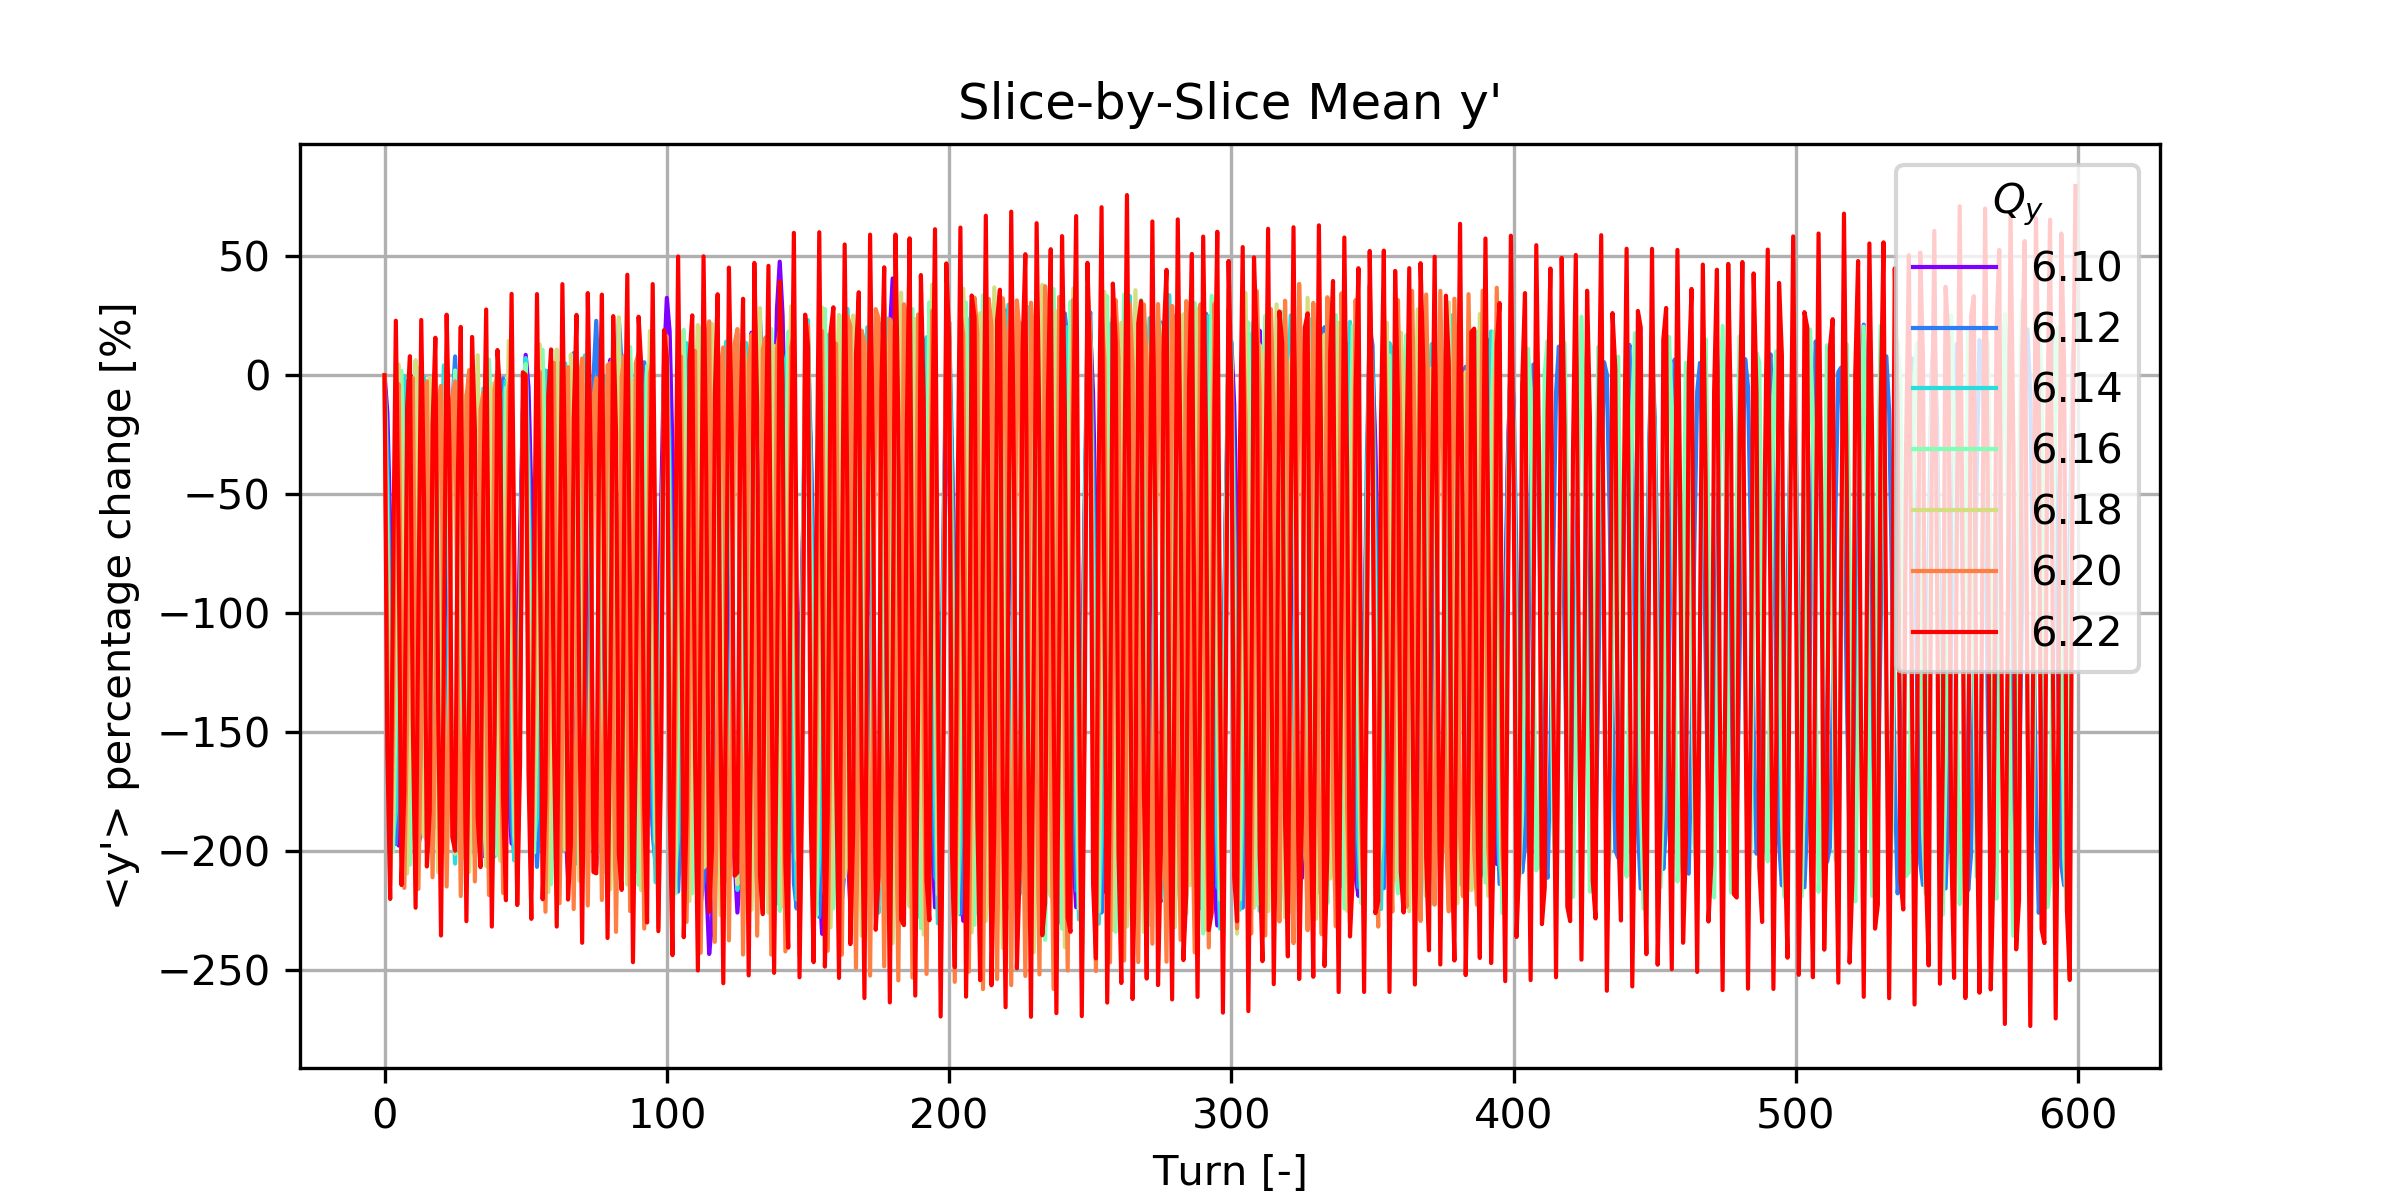 Slice-by-Slice Mean y'
<y'> percentage change [%]
50
0
−50
−100
−150
−200
−250
0 100 200 300 400 500 600
Turn [-]
Qy
6.10
6.12
6.14
6.16
6.18
6.20
6.22